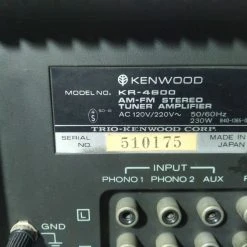 KENWOOD
MODEL NO. KR-4600
AM-FM STEREO
TUNER AMPLIFIER
AC 120V/220V~ 50/60Hz
230W
TRIO-KENWOOD CORP.
SERIAL NO. 510175 MADE IN JAPAN
INPUT
PHONO 1 PHONO 2 AUX
GND
L